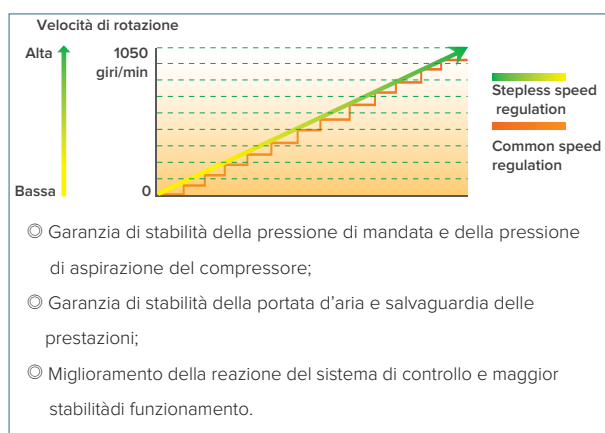 Velocità di rotazione
Alta
1050
giri/min
Bassa
0
Stepless speed
regulation
Common speed
regulation
◎ Garanzia di stabilità della pressione di mandata e della pressione
di aspirazione del compressore;
◎ Garanzia di stabilità della portata d'aria e salvaguardia delle
prestazioni;
◎ Miglioramento della reazione del sistema di controllo e maggior
stabilitàdi funzionamento.